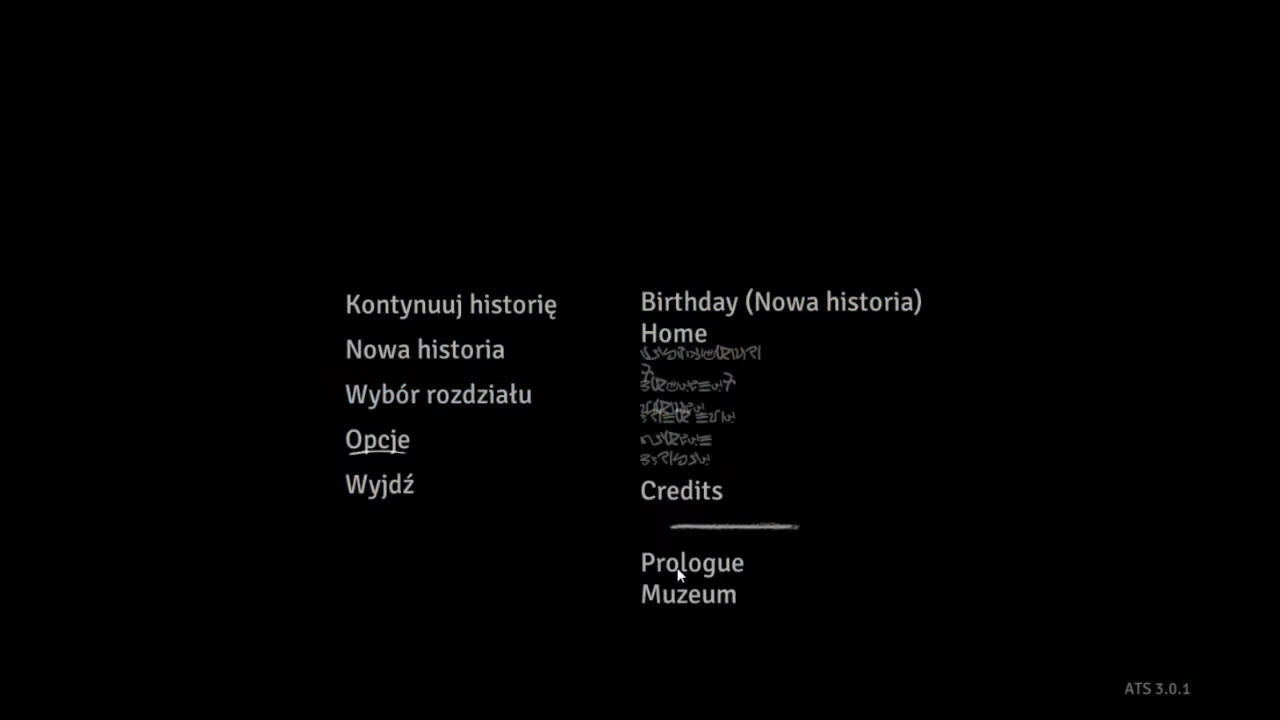 Kontynuuj historię
Nowa historia
Wybór rozdziału
Opcje
Wyjdź
Birthday (Nowa historia)
Home
Credits
Prologue
Muzeum
ATS 3.0.1